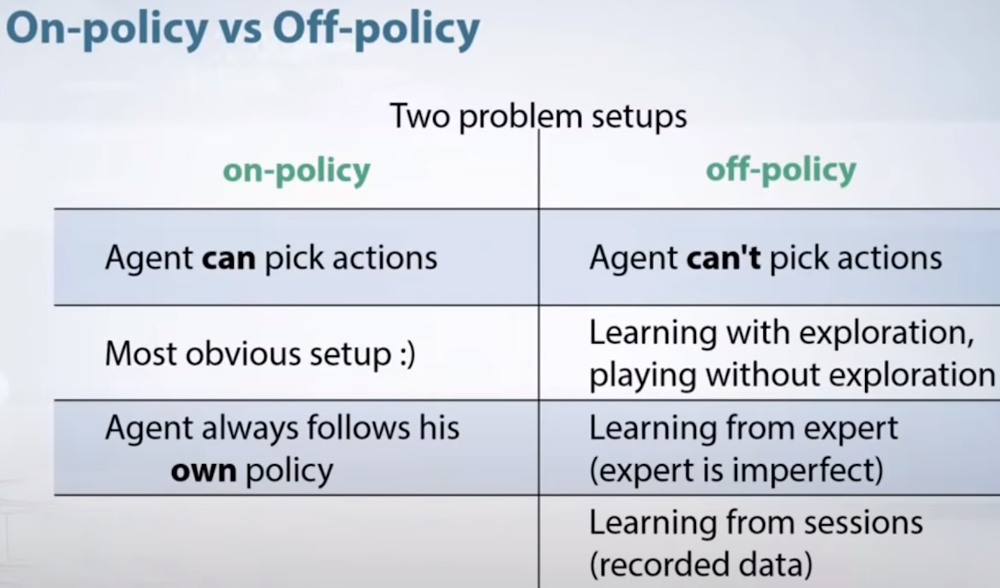 On-policy vs Off-policy
Two problem setups
on-policy
off-policy
Agent can pick actions
Agent can't pick actions
Most obvious setup :)
Learning with exploration,
playing without exploration
Agent always follows his
own policy
Learning from expert
(expert is imperfect)
Learning from sessions
(recorded data)